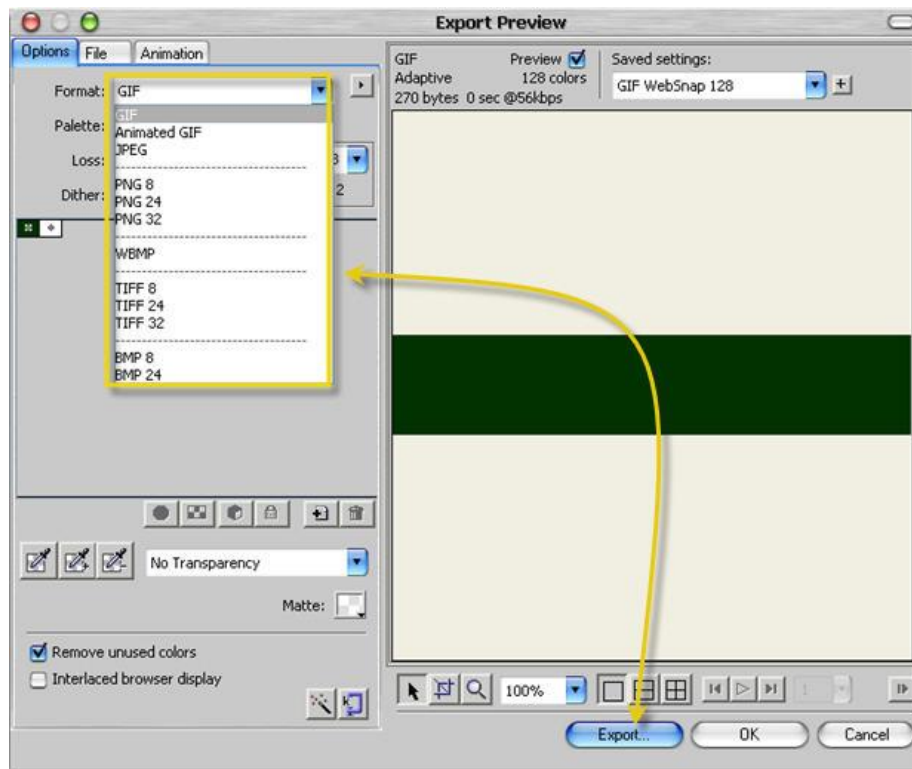 Export Preview
Options File Animation
Format: GIF
Palette:
Loss:
Dither:
GIF
Animated GIF
JPEG
PNG 8
PNG 24
PNG 32
WBMP
TIFF 8
TIFF 24
TIFF 32
BMP 8
BMP 24
2
No Transparency
Matte:
Remove unused colors
Interlaced browser display
GIF Preview
Adaptive 128 colors
270 bytes 0 sec @56kbps
Saved settings:
GIF WebSnap 128
100%
1
Export... OK Cancel